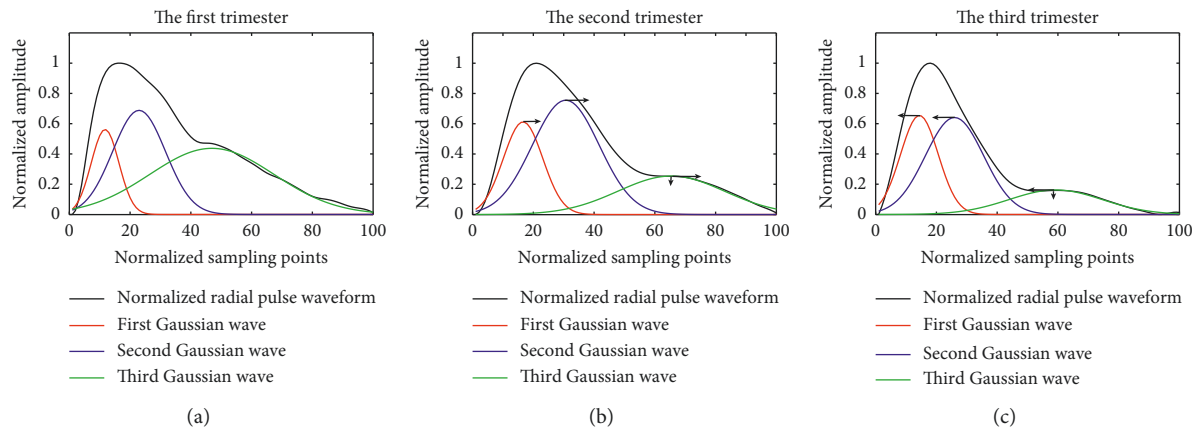 The first trimester
Normalized amplitude
1
0.8
0.6
0.4
0.2
0
0 20 40 60 80 100
Normalized sampling points
Normalized radial pulse waveform
First Gaussian wave
Second Gaussian wave
Third Gaussian wave
(a)
The second trimester
Normalized amplitude
1
0.8
0.6
0.4
0.2
0
0 20 40 60 80 100
Normalized sampling points
Normalized radial pulse waveform
First Gaussian wave
Second Gaussian wave
Third Gaussian wave
(b)
The third trimester
Normalized amplitude
1
0.8
0.6
0.4
0.2
0
0 20 40 60 80 100
Normalized sampling points
Normalized radial pulse waveform
First Gaussian wave
Second Gaussian wave
Third Gaussian wave
(c)